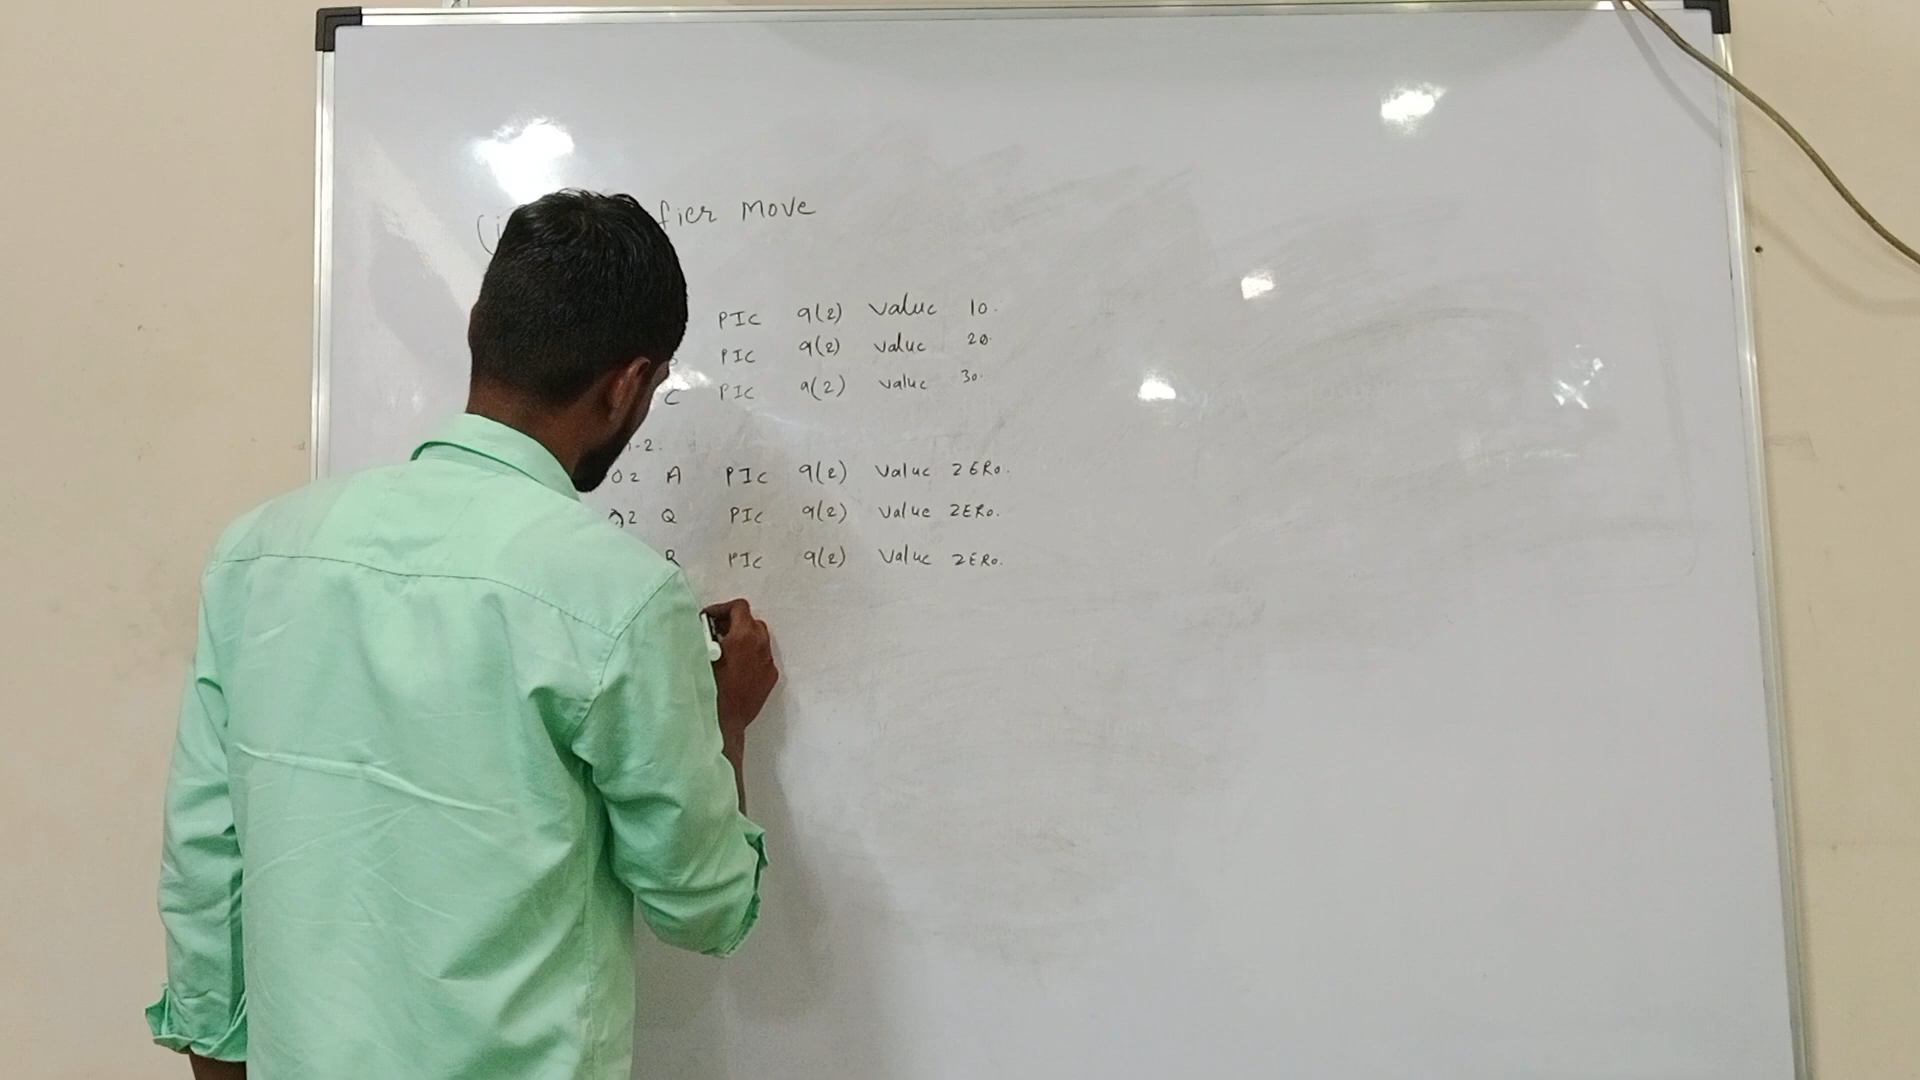 fier MOVE
PIC 9(2) Value 10.
PIC 9(2) value 20.
C PIC 9(2) value 30.
-2.
02 A PIC 9(2) Value ZERO.
02 Q PIC 9(2) Value ZERO.
R PIC 9(2) Value ZERO.